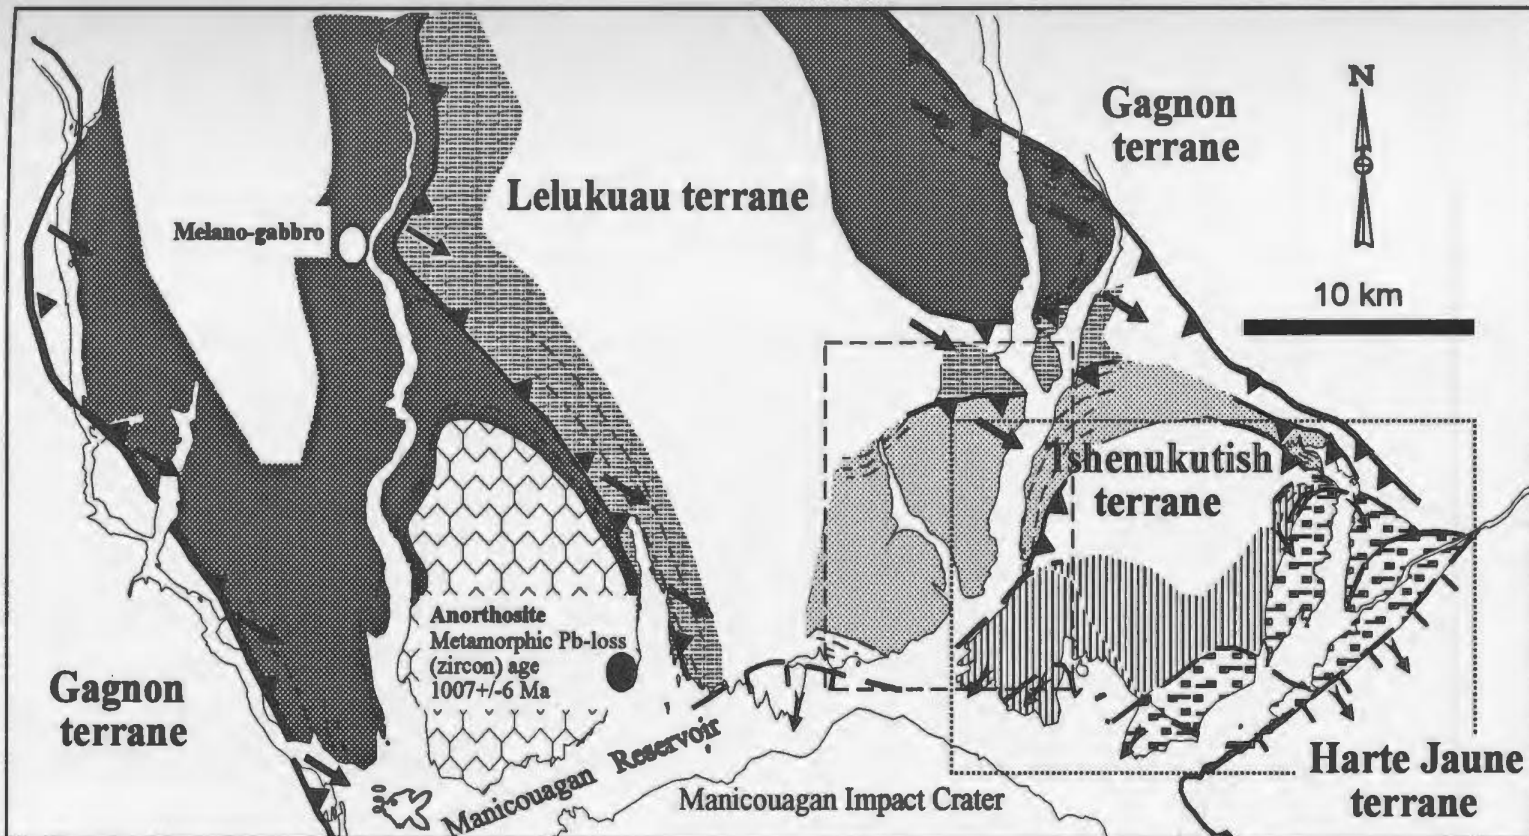 N
Gagnon
terrane
Lelukuau terrane
Melano-gabbro
10 km
Tshenukutish
terrane
Anorthosite
Metamorphic Pb-loss
(zircon) age
1007+/-6 Ma
Gagnon
terrane
Manicouagan Reservoir
Manicouagan Impact Crater
Harte Jaune
terrane